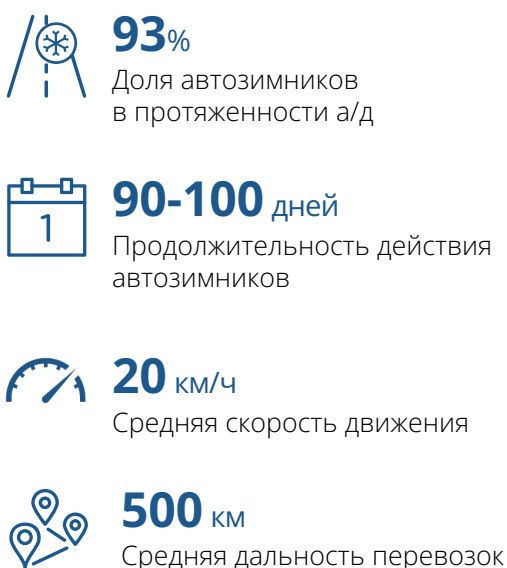 93%
Доля автозимников
в протяженности а/д
1
90-100 дней
Продолжительность действия
автозимников
20 км/ч
Средняя скорость движения
500 км
Средняя дальность перевозок